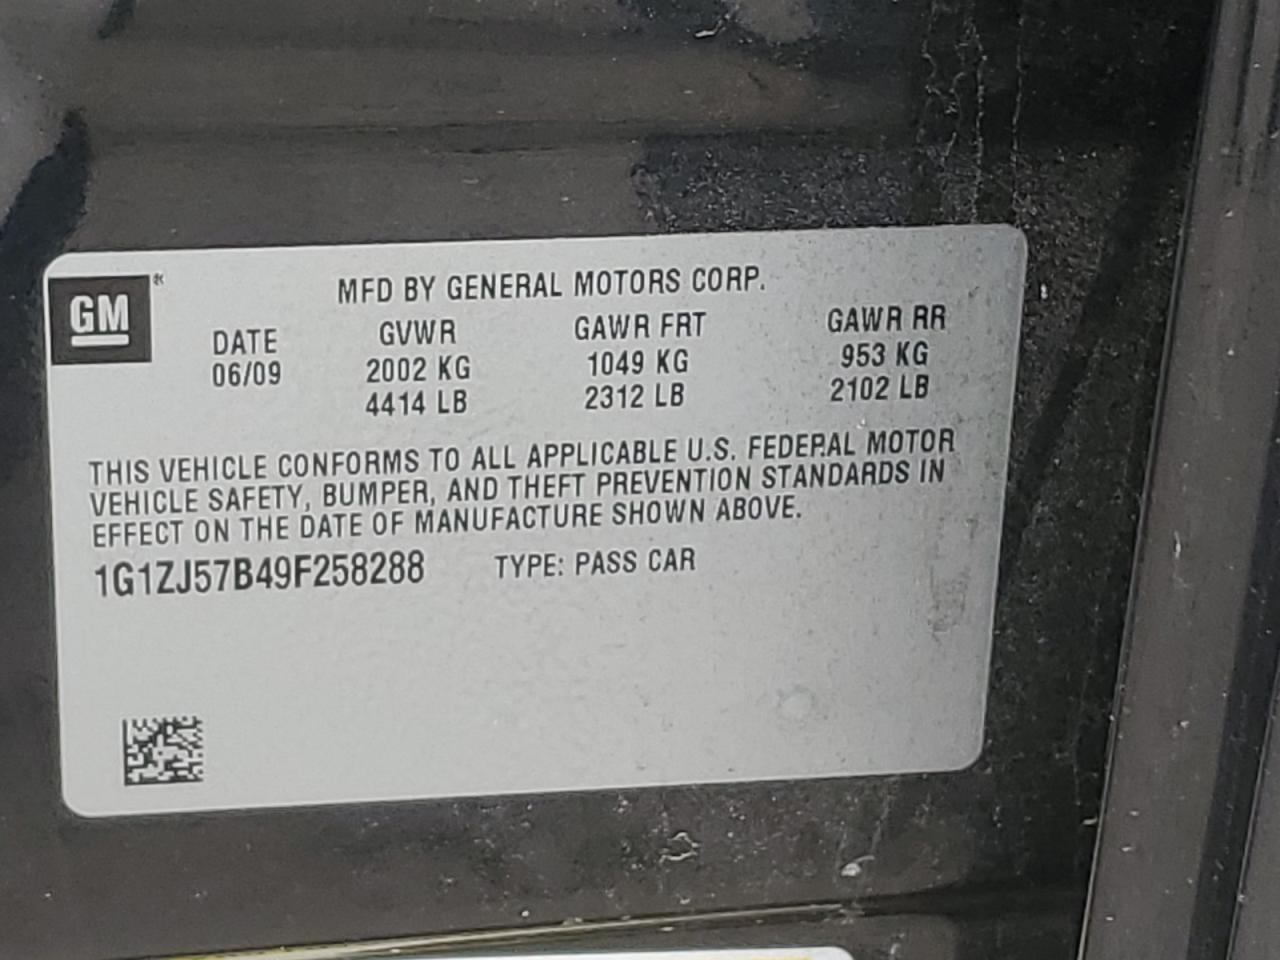 GM
MFD BY GENERAL MOTORS CORP.
DATE GVWR GAWR FRT GAWR RR
06/09 2002 KG 1049 KG 953 KG
4414 LB 2312 LB 2102 LB
THIS VEHICLE CONFORMS TO ALL APPLICABLE U.S. FEDERAL MOTOR
VEHICLE SAFETY, BUMPER, AND THEFT PREVENTION STANDARDS IN
EFFECT ON THE DATE OF MANUFACTURE SHOWN ABOVE.
1G1ZJ57B49F258288 TYPE: PASS CAR